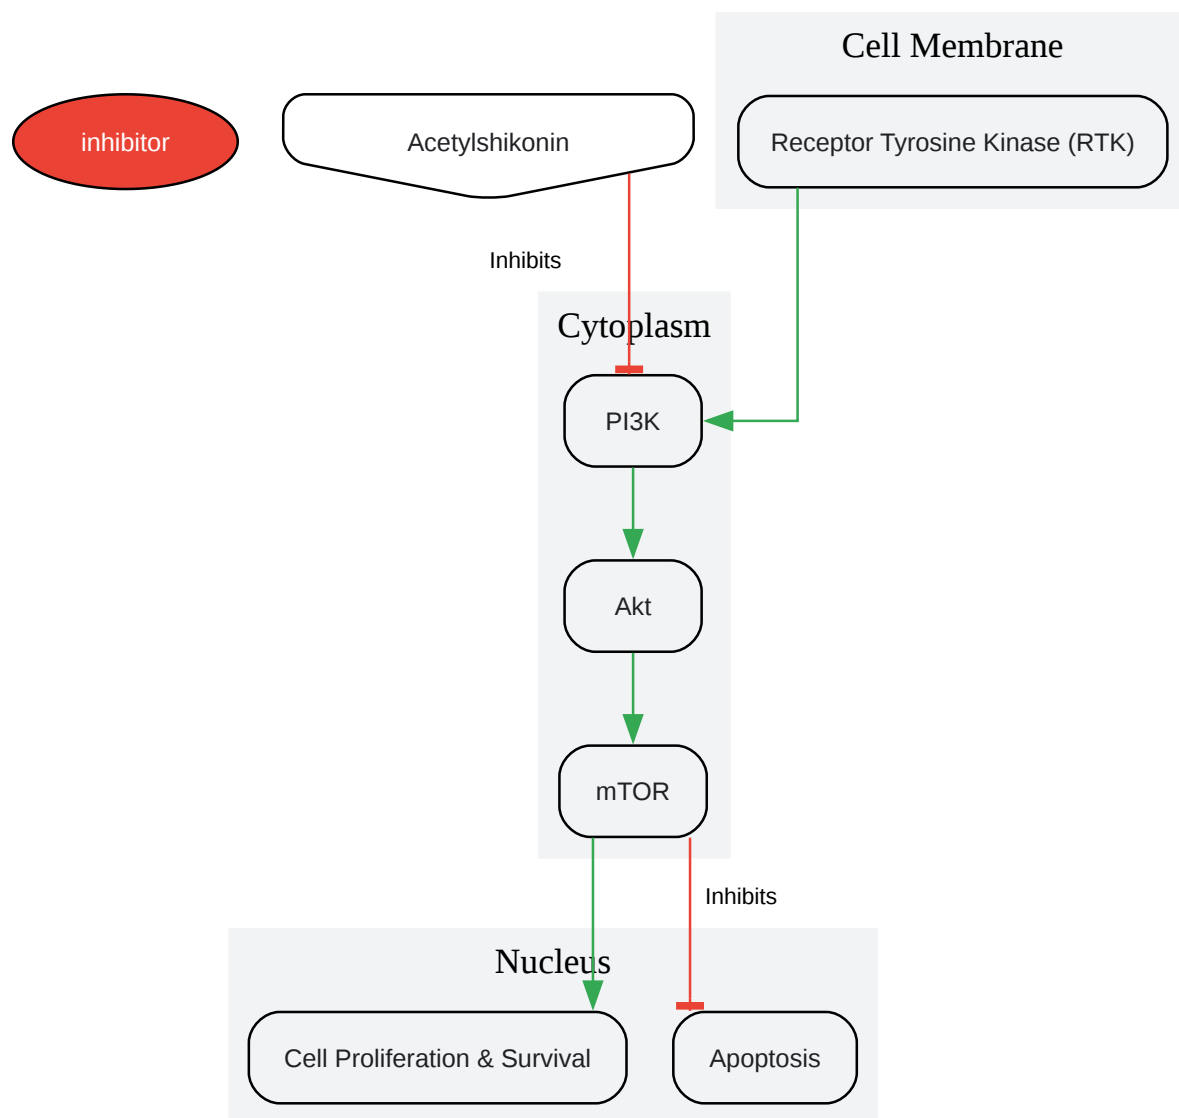 Cell Membrane
inhibitor
Acetylshikonin
Receptor Tyrosine Kinase (RTK)
Inhibits
Cytoplasm
PI3K
Akt
mTOR
Inhibits
Nucleus
Cell Proliferation & Survival
Apoptosis